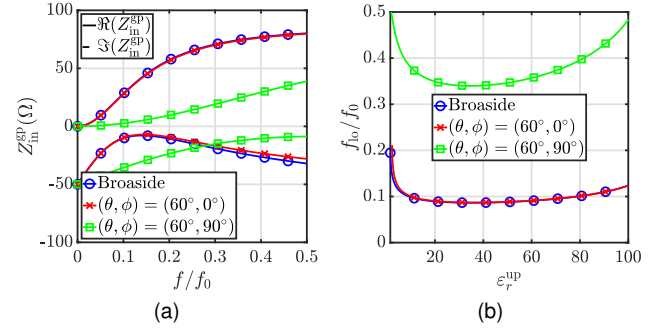 100
50
0
-50
-100
Z_in^gp(Ω)
ℜ(Z_in^gp)
ℑ(Z_in^gp)
Broaside
(θ, ϕ) = (60°, 0°)
(θ, ϕ) = (60°, 90°)
0 0.1 0.2 0.3 0.4 0.5
f/f_0
(a)
0.5
0.4
0.3
0.2
0.1
0
f_lo/f_0
Broaside
(θ, ϕ) = (60°, 0°)
(θ, ϕ) = (60°, 90°)
20 40 60 80 100
ε_r^up
(b)